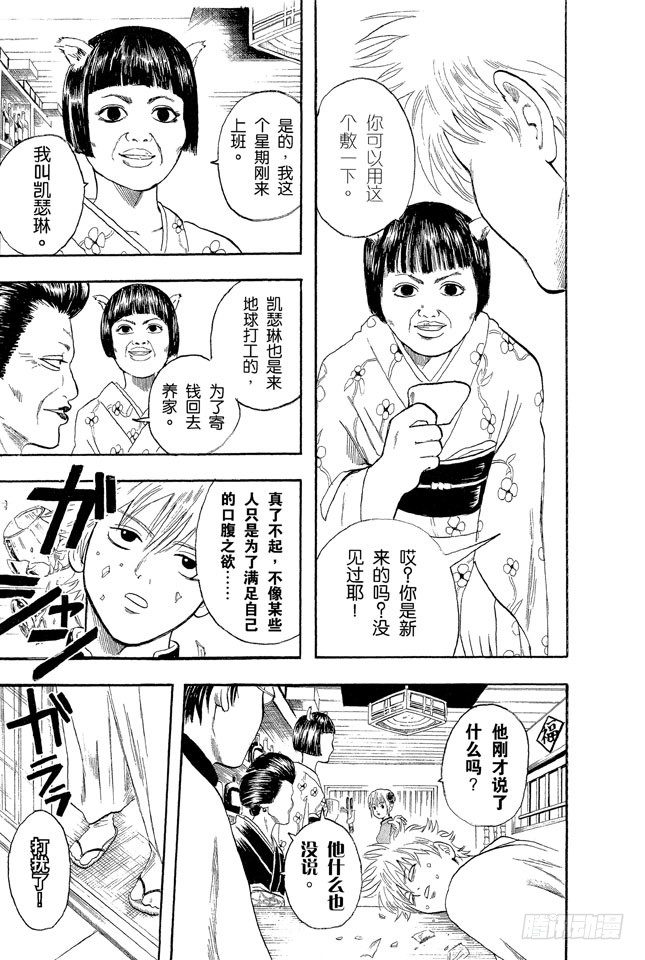 你可以用这
个敷一下。
哎？你是新
来的吗？没
见过耶！
是的，我这
个星期刚来
上班。
我叫凯瑟琳。
凯瑟琳也是来
地球打工的，
为了寄
钱回去
养家。
真了不起，不像某些
人只是为了满足自己
的口腹之欲……
ガ
シャ
他刚才说了
什么吗？
他什么也
没说。
福
ガララ
打扰了！
腾讯动漫